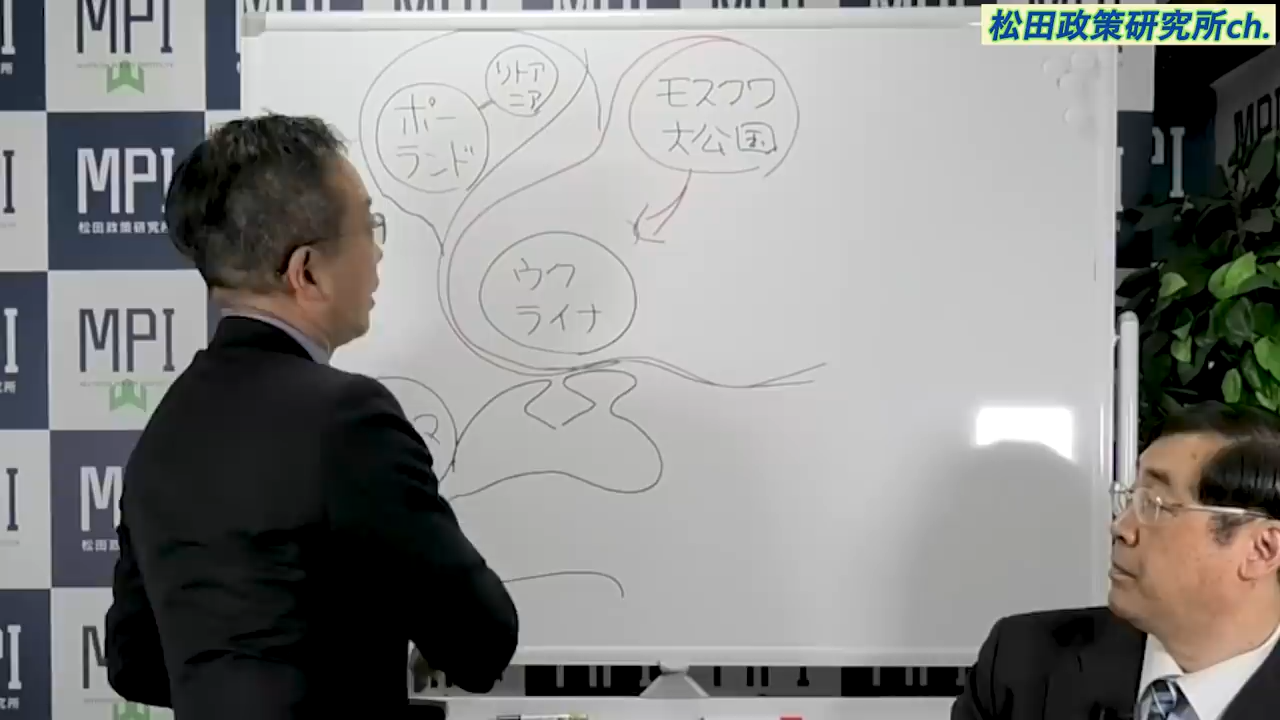 松田政策研究所ch.
リトア
ニア
ポー
ランド
モスクワ
大公国
ウク
ライナ
MPI
MPI
松田政策研究所
MPI